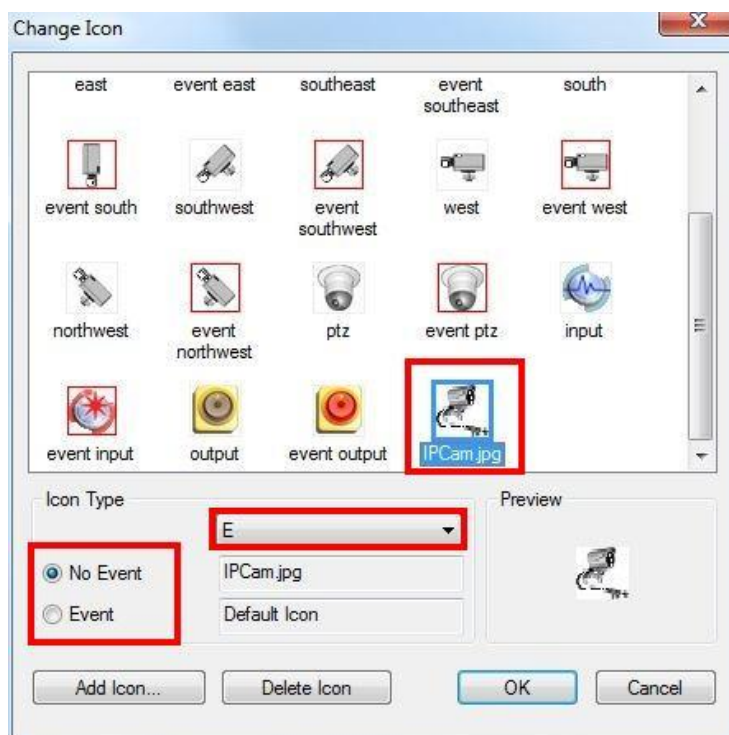 Change Icon
east
event east
southeast
event
southeast
south
event south
southwest
event
southwest
west
event west
northwest
event
northwest
ptz
event ptz
input
event input
output
event output
IPCam.jpg
Icon Type
Preview
E
No Event
IPCam.jpg
Event
Default Icon
Add Icon...
Delete Icon
OK
Cancel